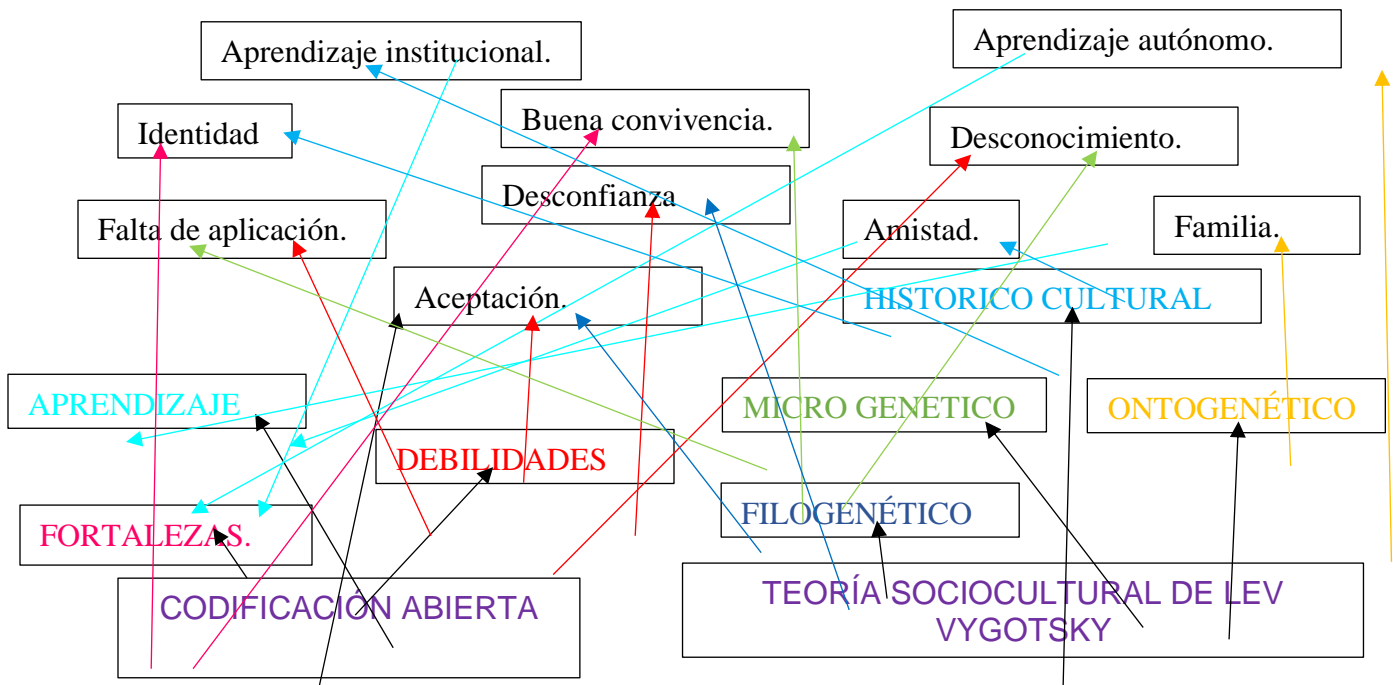 Aprendizaje institucional.
Aprendizaje autónomo.
Identidad
Buena convivencia.
Desconocimiento.
Desconfianza
Falta de aplicación.
Amistad.
Familia.
Aceptación.
HISTORICO CULTURAL
APRENDIZAJE
MICRO GENETICO
ONTOGENÉTICO
DEBILIDADES
FORTALEZAS.
FILOGENÉTICO
CODIFICACIÓN ABIERTA
TEORÍA SOCIOCULTURAL DE LEV
VYGOTSKY